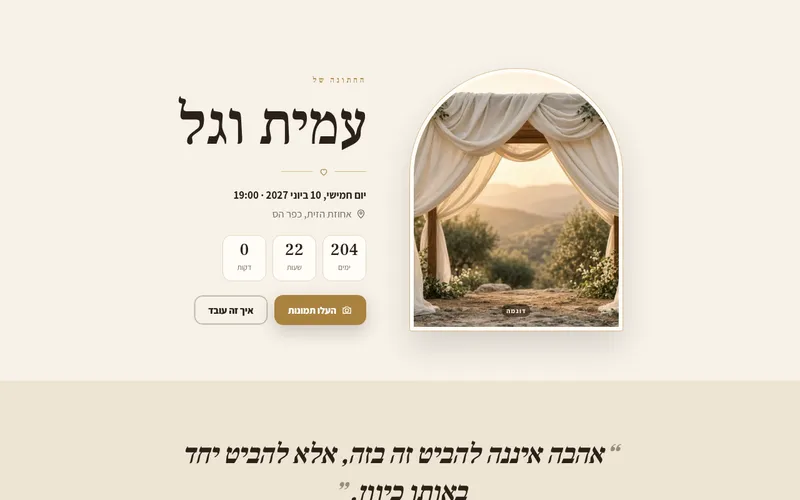 החתונה של
עמית וגל
יום חמישי, 10 ביוני 2027 · 19:00
אחוזת הזית, כפר הס
204
ימים
22
שעות
0
דקות
העלו תמונות
איך זה עובד
דוגמה
“אהבה איננה להביט זה בזה, אלא להביט יחד
באותו כיוון.”